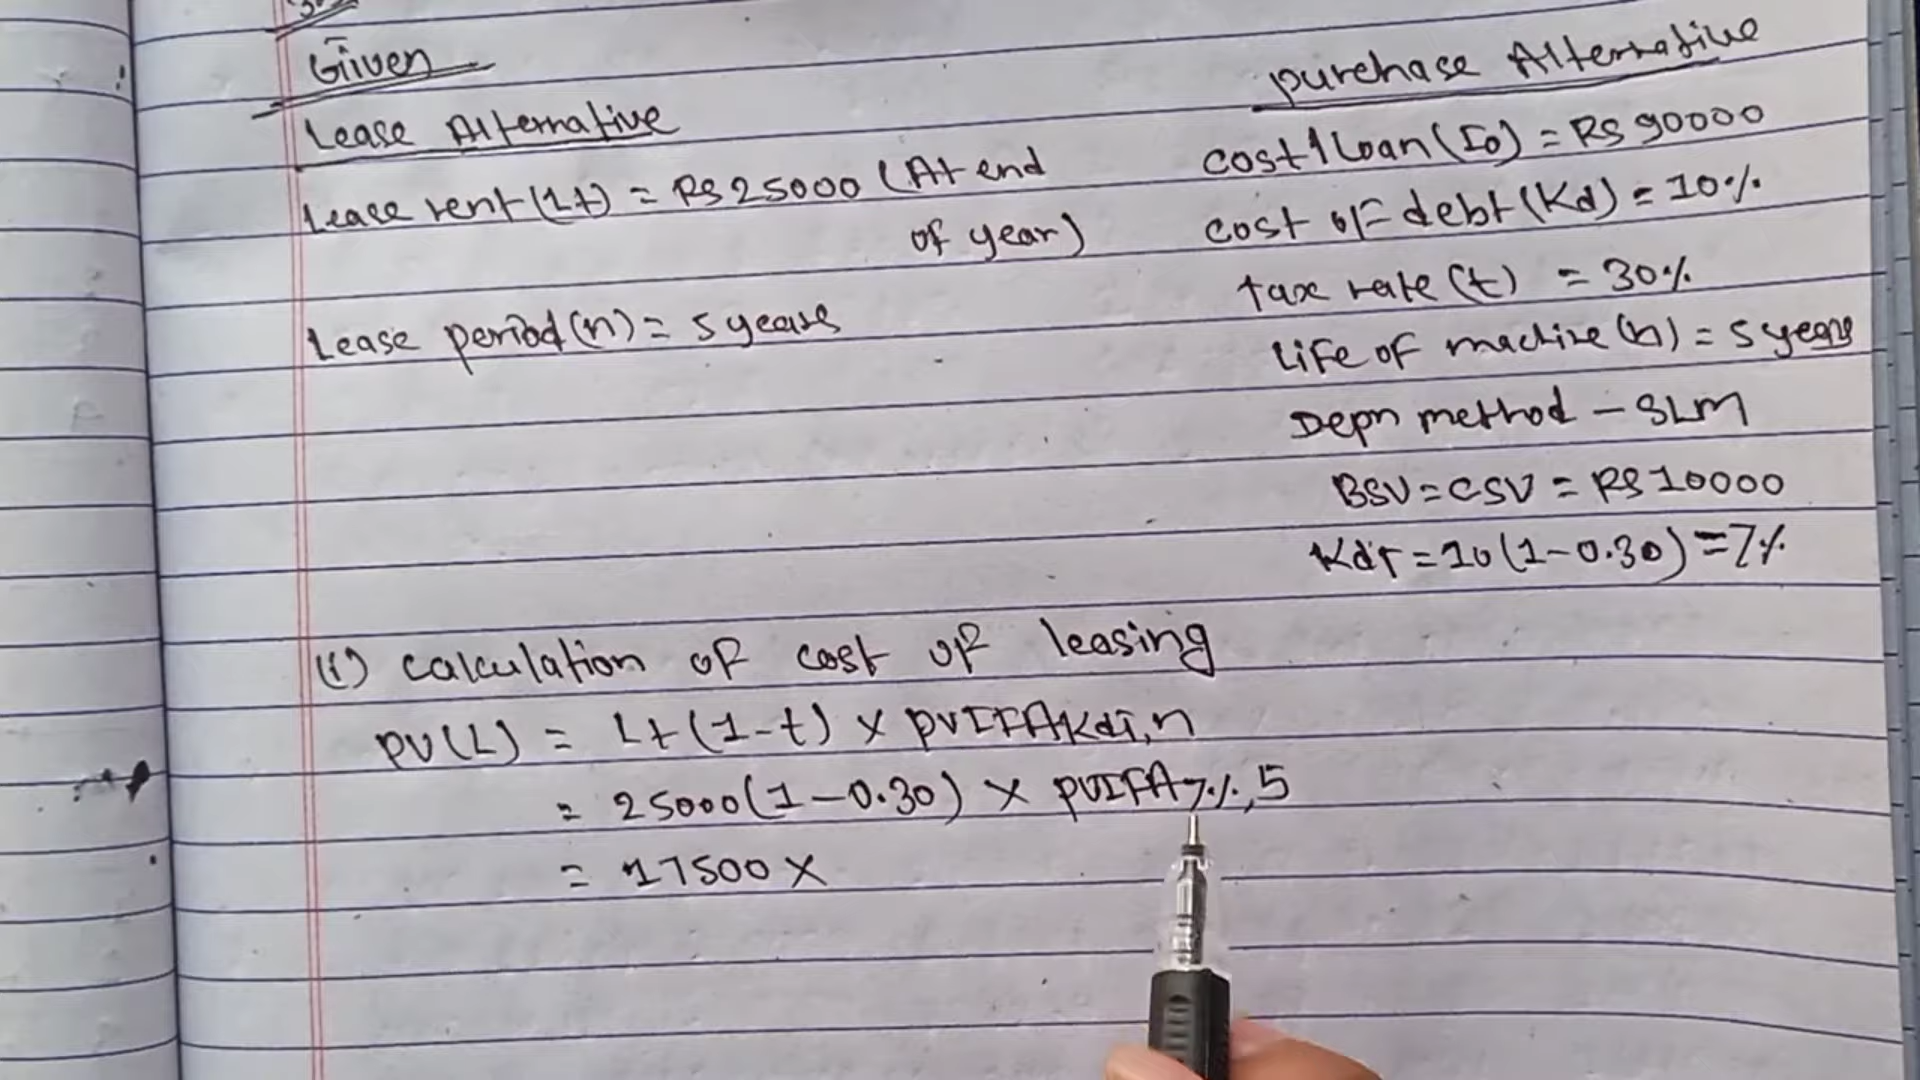 Given
Lease Alternative
Lease rent (Lt) = RS 25000 (At end
of year)
Lease period (n) = 5 years
purchase Alternative
cost/Loan (I0) = RS 90000
cost of debt (Kd) = 10%
tax rate (t) = 30%
Life of machine (n) = 5 years
Depn method - SLM
BSV = CSV = RS 10000
KdT = 10 (1-0.30) = 7%
(i) calculation of cost of leasing
PV(L) = Lt (1-t) × PVIFAKdT,n
= 25000 (1-0.30) × PVIFA7%,5
= 17500 ×